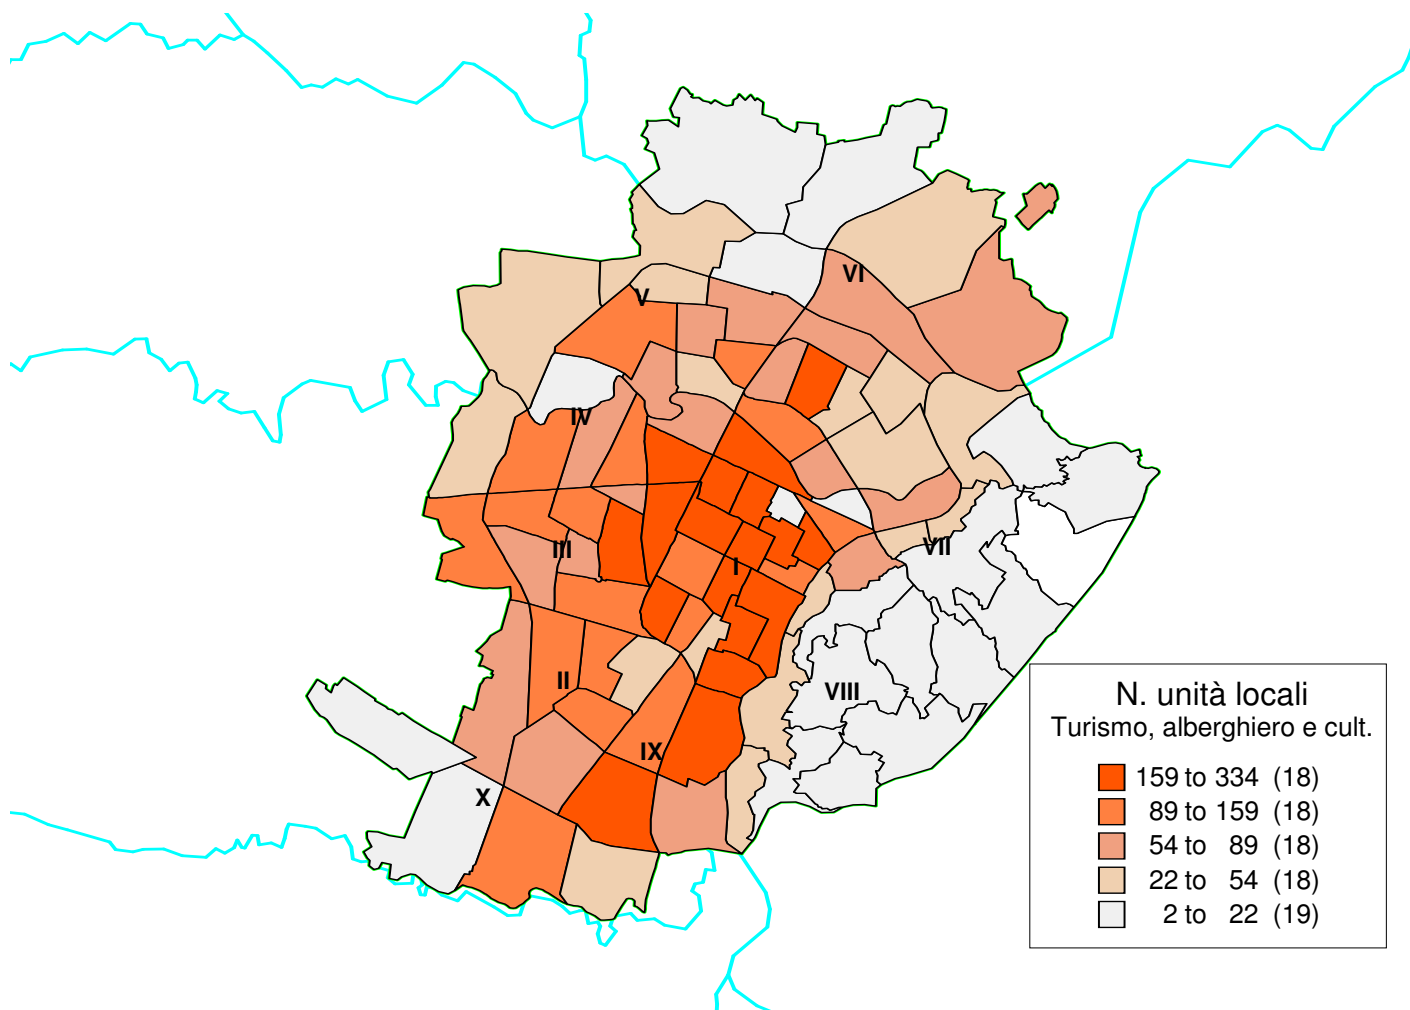 VI
V
IV
III
VII
I
II
VIII
IX
X
N. unità locali
Turismo, alberghiero e cult.
159 to 334 (18)
89 to 159 (18)
54 to 89 (18)
22 to 54 (18)
2 to 22 (19)